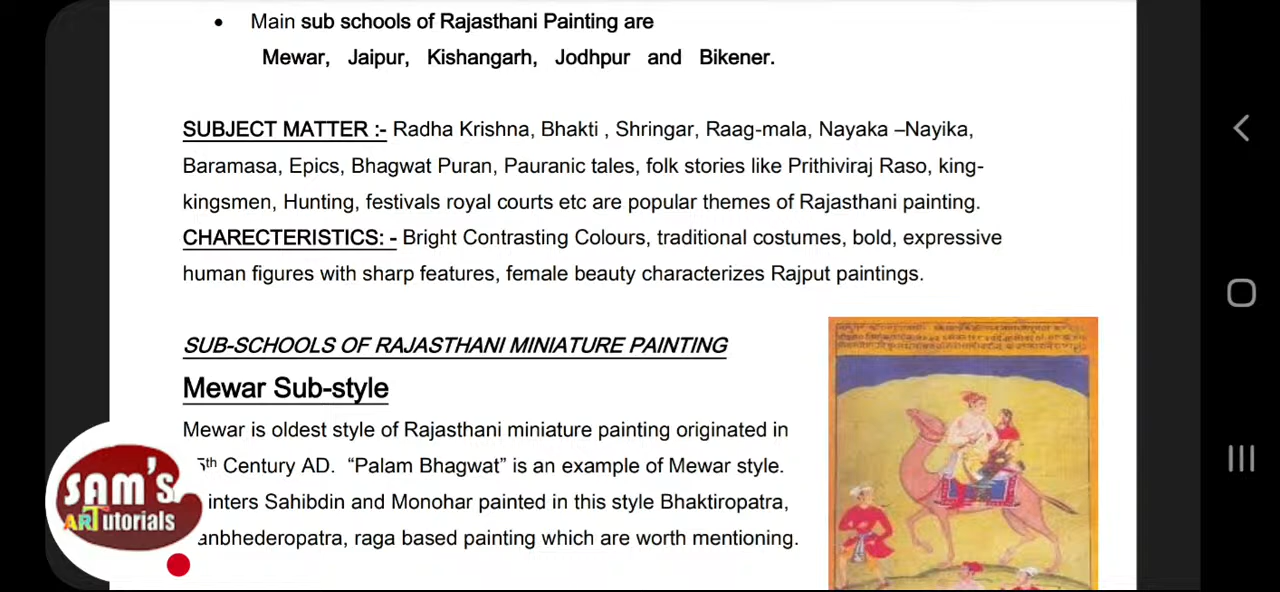 • Main sub schools of Rajasthani Painting are
Mewar, Jaipur, Kishangarh, Jodhpur and Bikener.
SUBJECT MATTER :- Radha Krishna, Bhakti , Shringar, Raag-mala, Nayaka –Nayika,
Baramasa, Epics, Bhagwat Puran, Pauranic tales, folk stories like Prithiviraj Raso, king-
kingsmen, Hunting, festivals royal courts etc are popular themes of Rajasthani painting.
CHARECTERISTICS: - Bright Contrasting Colours, traditional costumes, bold, expressive
human figures with sharp features, female beauty characterizes Rajput paintings.
SUB-SCHOOLS OF RAJASTHANI MINIATURE PAINTING
Mewar Sub-style
Mewar is oldest style of Rajasthani miniature painting originated in
th Century AD. “Palam Bhagwat” is an example of Mewar style.
inters Sahibdin and Monohar painted in this style Bhaktiropatra,
anbhederopatra, raga based painting which are worth mentioning.
SAM'S
ARTutorials